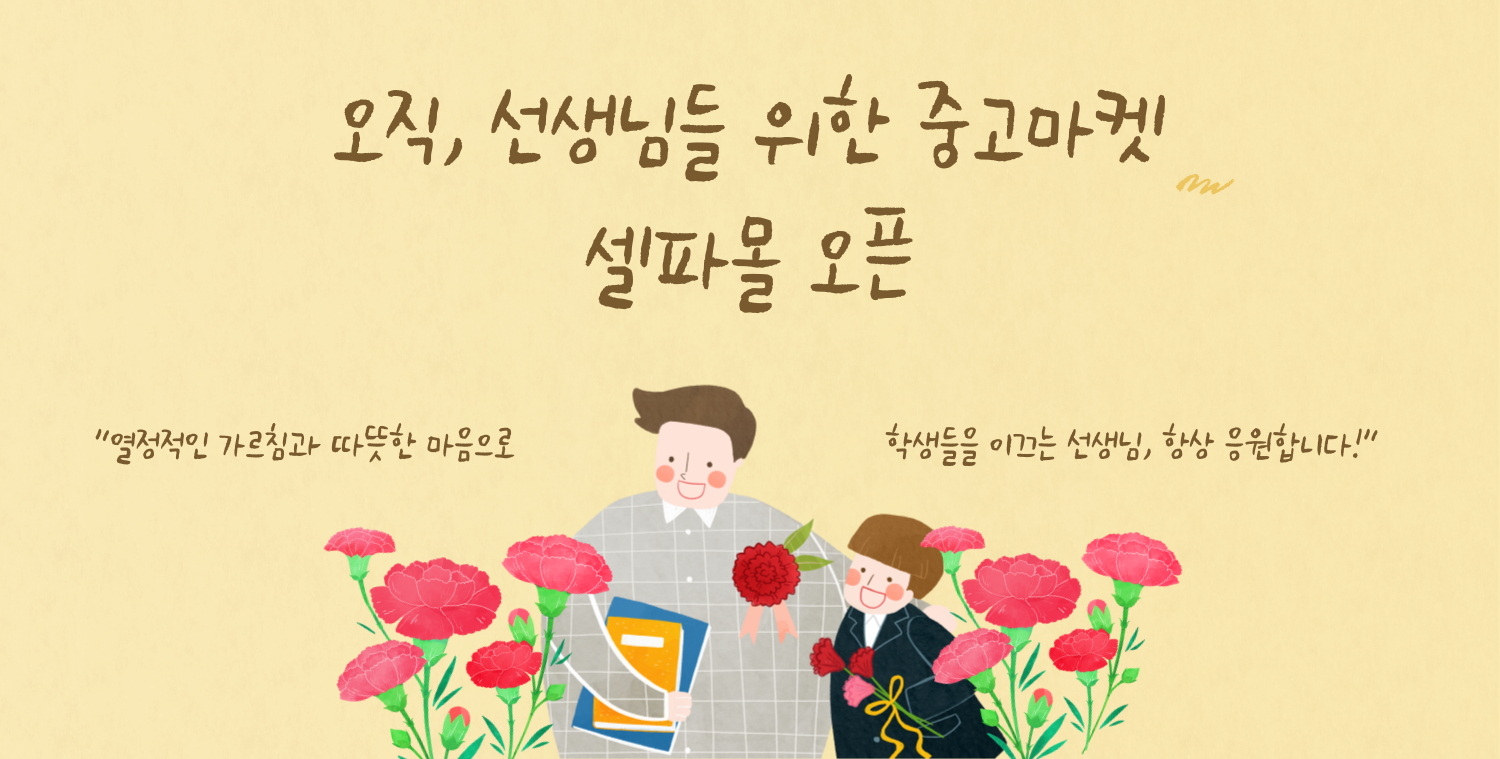 오직, 선생님들 위한 중고마켓
셀파몰 오픈
"열정적인 가르침과 따뜻한 마음으로
학생들을 이끄는 선생님, 항상 응원합니다!"